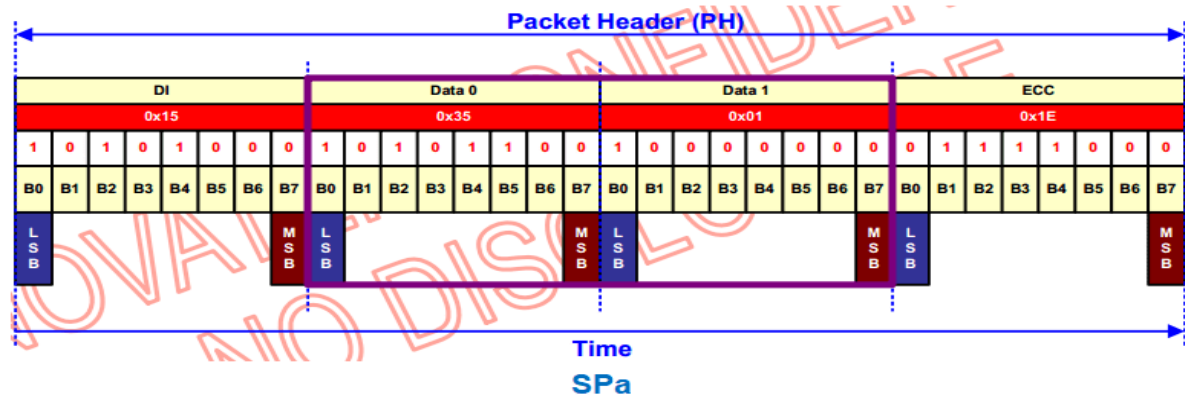 Packet Header (PH)
DI Data 0 Data 1 ECC
0x15 0x35 0x01 0x1E
1 0 1 0 1 0 0 0 1 0 1 0 1 1 0 0 1 0 0 0 0 0 0 0 0 1 1 1 1 0 0 0
B0 B1 B2 B3 B4 B5 B6 B7 B0 B1 B2 B3 B4 B5 B6 B7 B0 B1 B2 B3 B4 B5 B6 B7 B0 B1 B2 B3 B4 B5 B6 B7
LSB MSB LSB MSB LSB MSB LSB MSB
Time
SPa